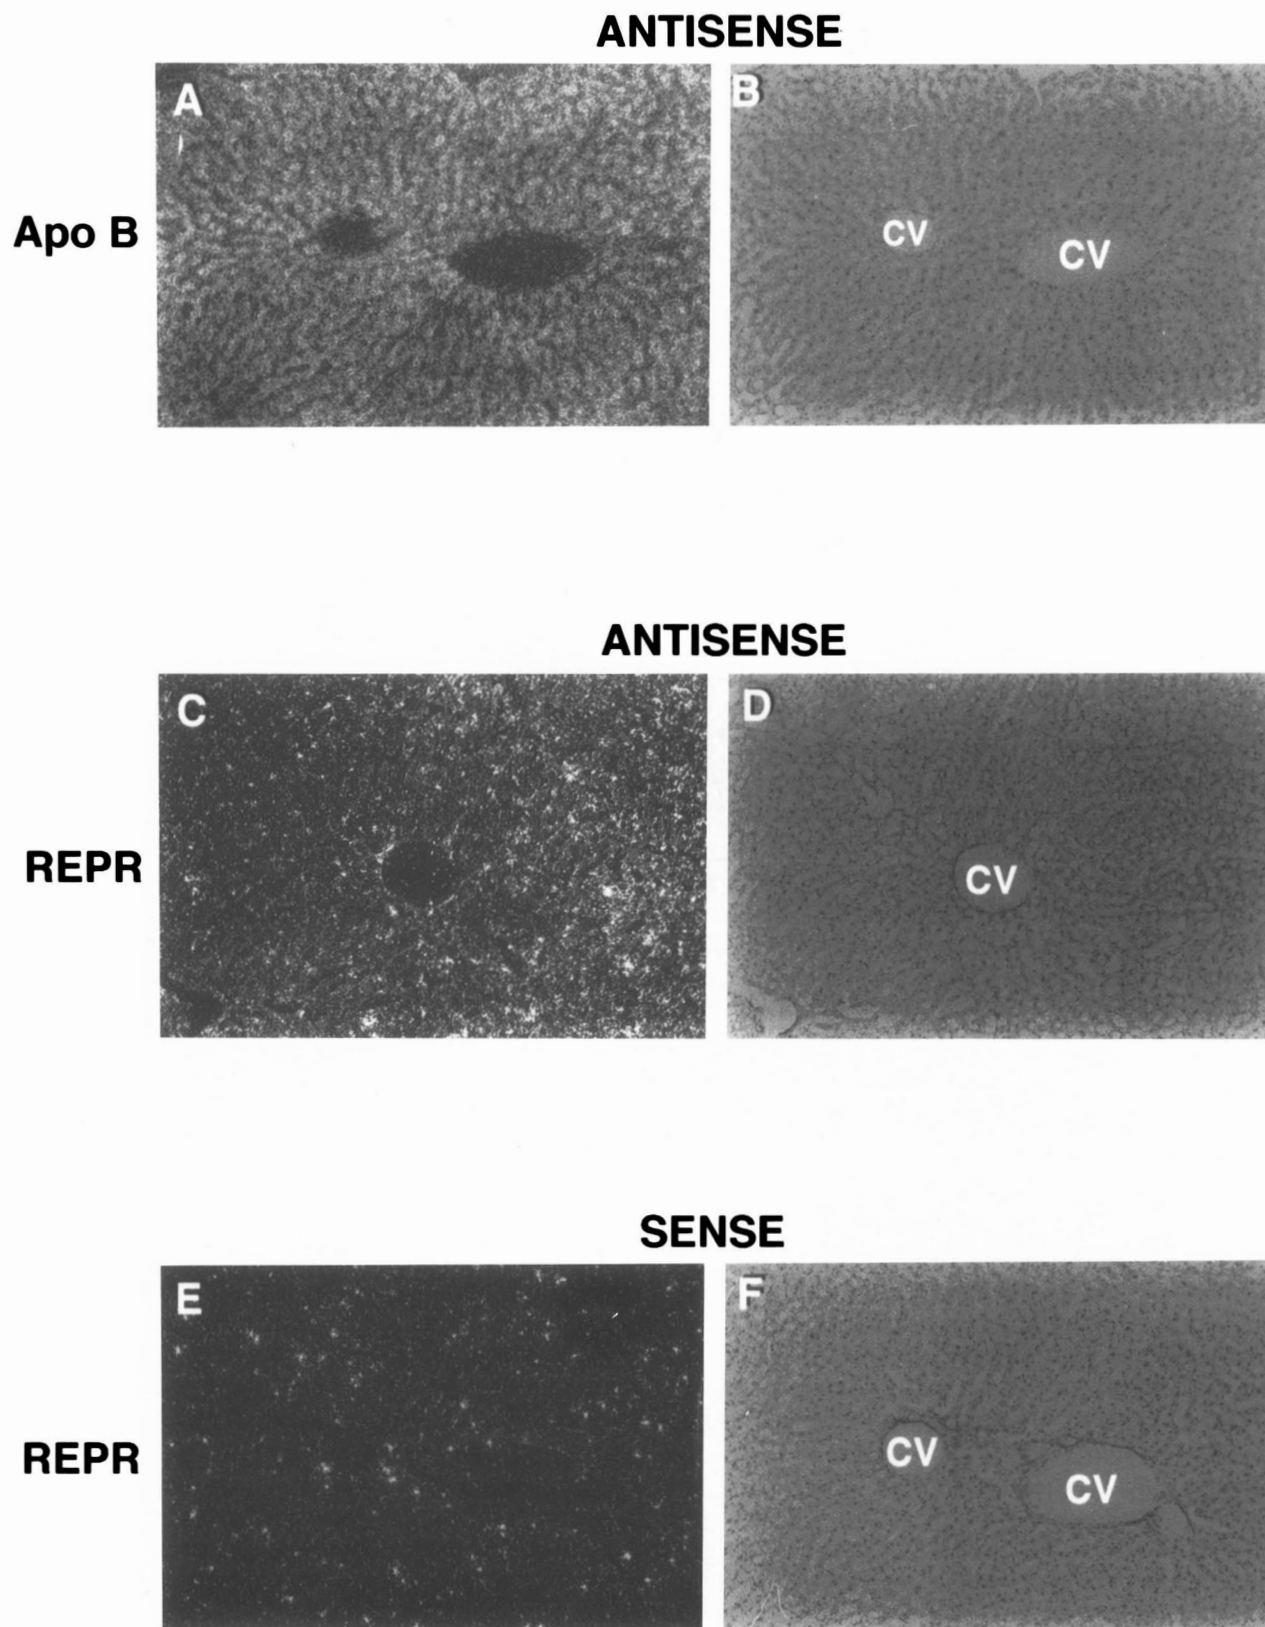 ANTISENSE
A
B
Apo B
CV
CV
ANTISENSE
C
D
REPR
CV
SENSE
E
F
REPR
CV
CV